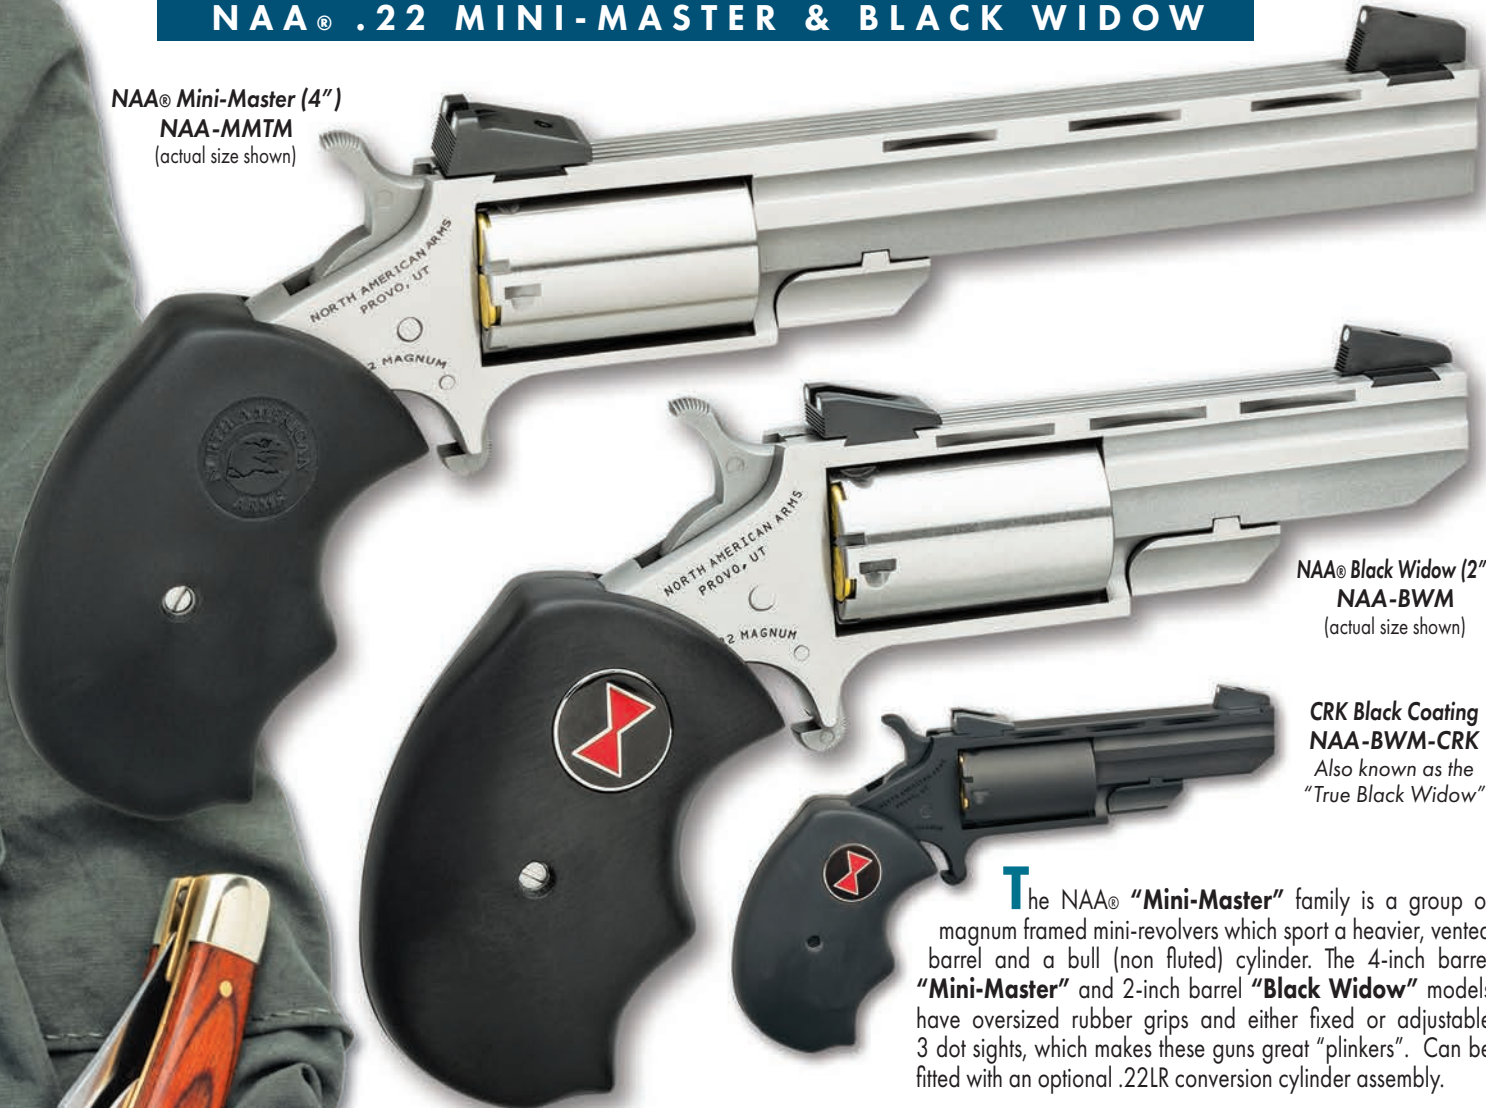 NAA® .22 MINI-MASTER & BLACK WIDOW
NAA® Mini-Master (4")
NAA-MMTM
(actual size shown)
NORTH AMERICAN ARMS
PROVO, UT
2 MAGNUM
NORTH AMERICAN
ARMS
NORTH AMERICAN ARMS
PROVO, UT
22 MAGNUM
NAA® Black Widow (2"
NAA-BWM
(actual size shown)
CRK Black Coating
NAA-BWM-CRK
Also known as the
“True Black Widow”
The NAA® “Mini-Master” family is a group o
magnum framed mini-revolvers which sport a heavier, vented
barrel and a bull (non fluted) cylinder. The 4-inch barre
“Mini-Master” and 2-inch barrel “Black Widow” models
have oversized rubber grips and either fixed or adjustable
3 dot sights, which makes these guns great “plinkers”. Can be
fitted with an optional .22LR conversion cylinder assembly.